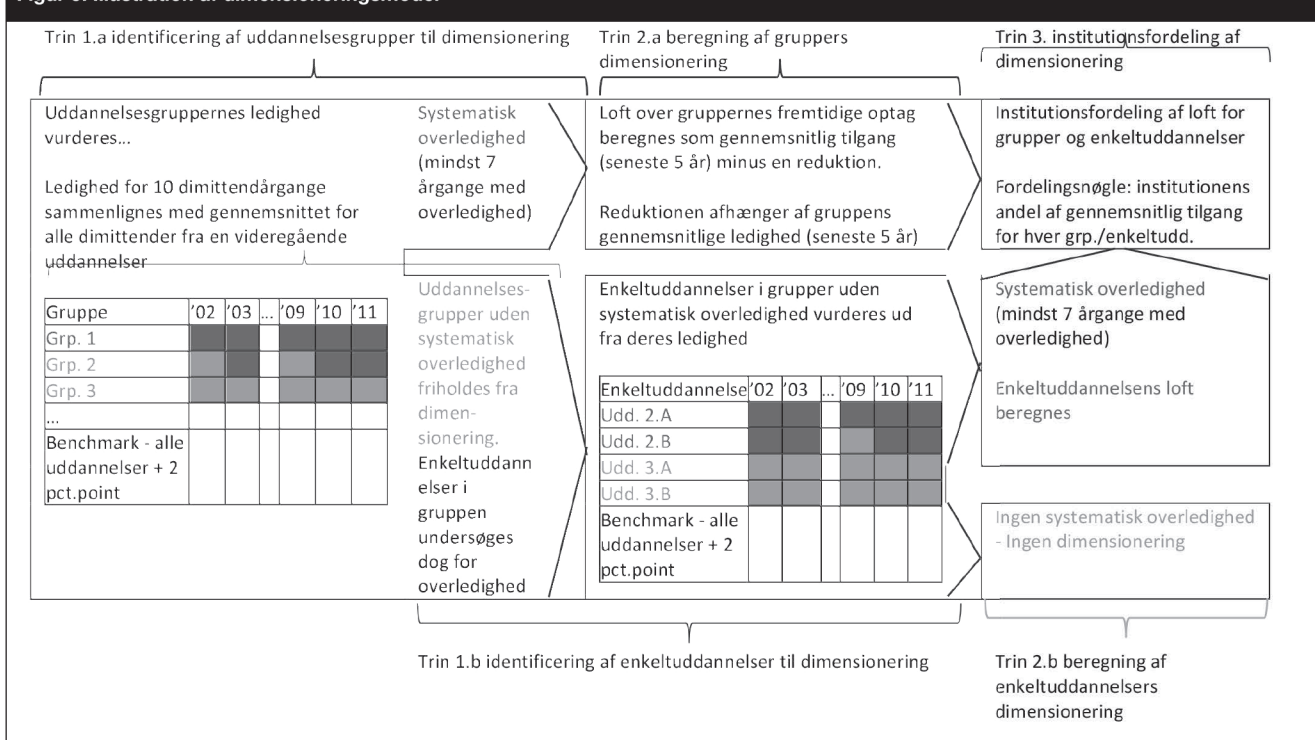 Figur 3. Illustration af dimensioneringsmodel
Trin 1.a identificering af uddannelsesgrupper til dimensionering
Trin 2.a beregning af gruppers
dimensionering
Trin 3. institutionsfordeling af
dimensionering
Uddannelsesgruppernes ledighed
vurderes...
Ledighed for 10 dimittendårgange
sammenlignes med gennemsnittet for
alle dimittender fra en videregående
uddannelser
Gruppe '02 '03 ... '09 '10 '11
Grp. 1
Grp. 2
Grp. 3
...
Benchmark - alle
uddannelser + 2
pct.point
Systematisk
overledighed
(mindst 7
årgange med
overledighed)
Uddannelses-
grupper uden
systematisk
overledighed
friholdes fra
dimen-
sionering.
Enkeltuddann
elser i
gruppen
undersøges
dog for
overledighed
Loft over gruppernes fremtidige optag
beregnes som gennemsnitlig tilgang
(seneste 5 år) minus en reduktion.
Reduktionen afhænger af gruppens
gennemsnitlige ledighed (seneste 5 år)
Enkeltuddannelser i grupper uden
systematisk overledighed vurderes ud
fra deres ledighed
Enkeltuddannelse '02 '03 ... '09 '10 '11
Udd. 2.A
Udd. 2.B
Udd. 3.A
Udd. 3.B
Benchmark - alle
uddannelser + 2
pct.point
Institutionsfordeling af loft for
grupper og enkeltuddannelser
Fordelingsnøgle: institutionens
andel af gennemsnitlig tilgang
for hver grp./enkeltudd.
Systematisk overledighed
(mindst 7 årgange med
overledighed)
Enkeltuddannelsens loft
beregnes
Ingen systematisk overledighed
- Ingen dimensionering
Trin 1.b identificering af enkeltuddannelser til dimensionering
Trin 2.b beregning af
enkeltuddannelsers
dimensionering